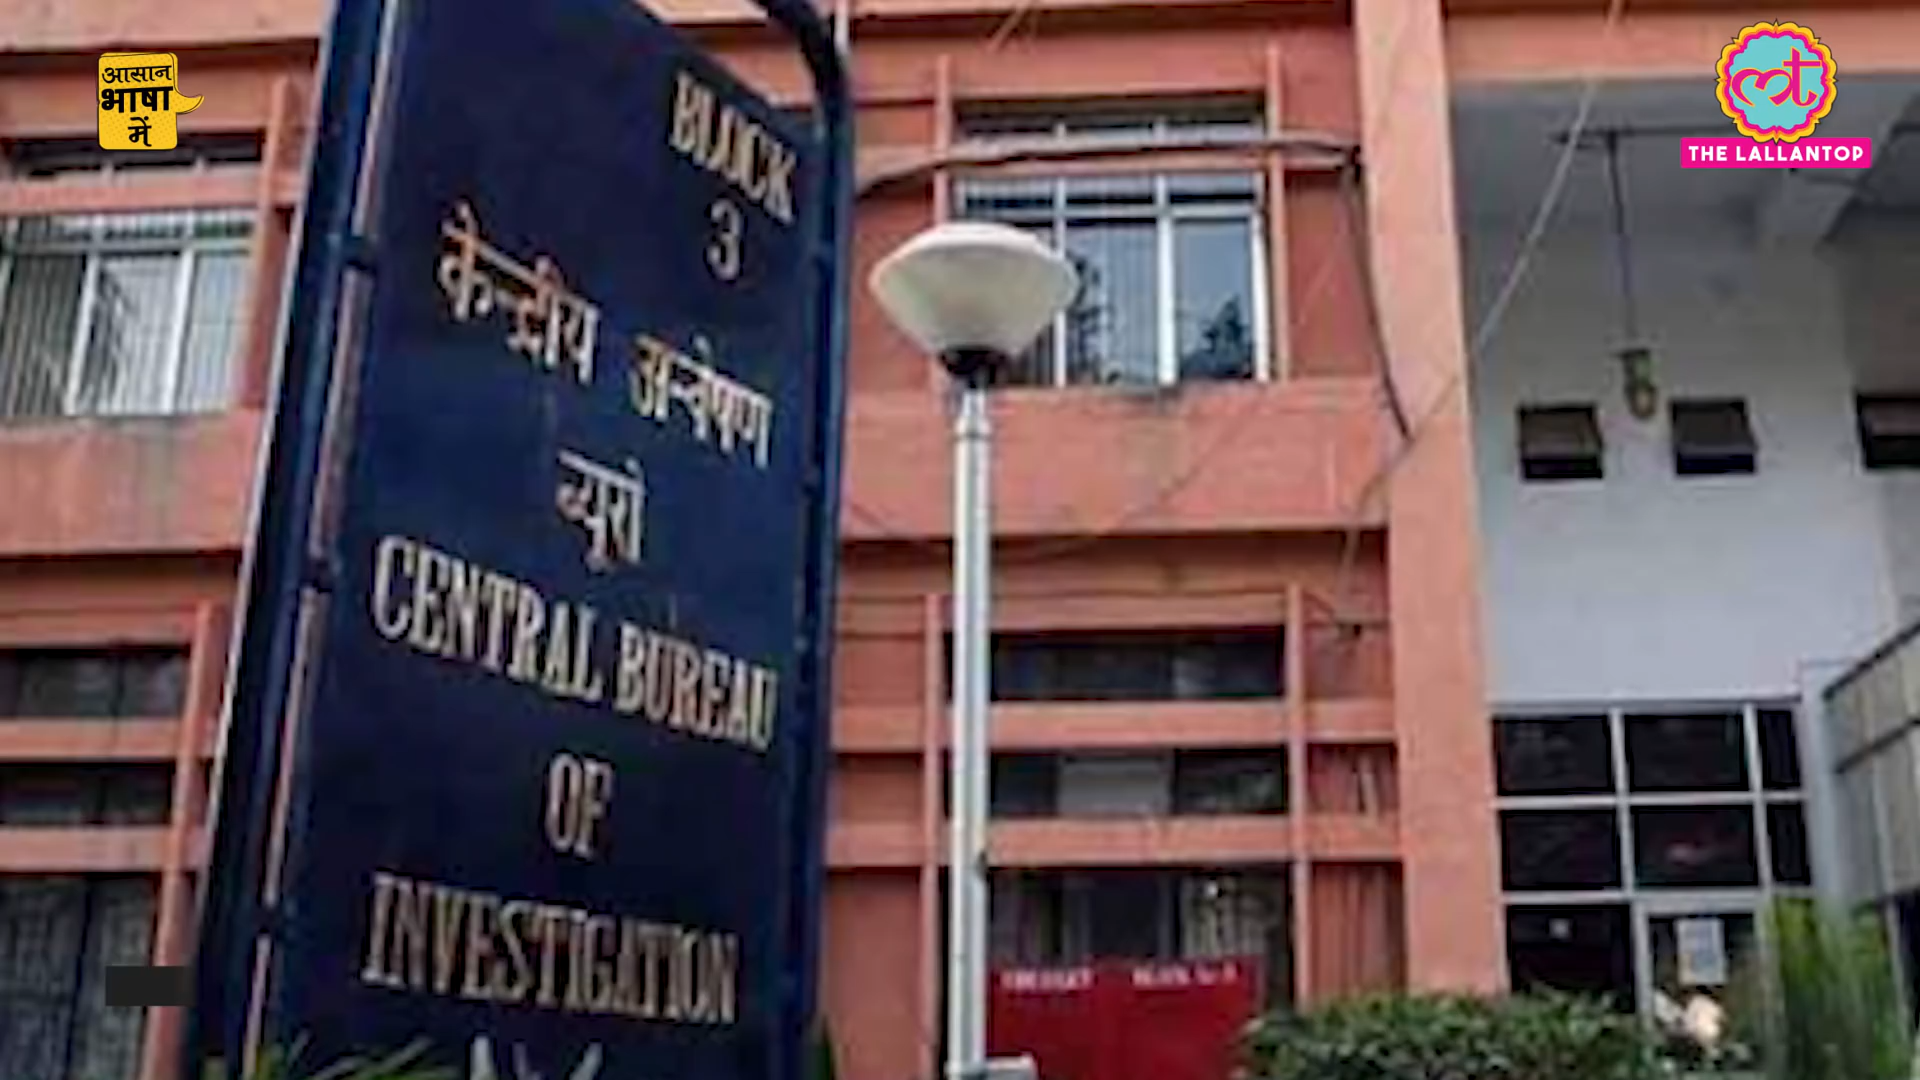 आसान
भाषा
में
THE LALLANTOP
BLOCK
3
केन्द्रीय अन्वेषण
ब्यूरो
CENTRAL BUREAU
OF
INVESTIGATION